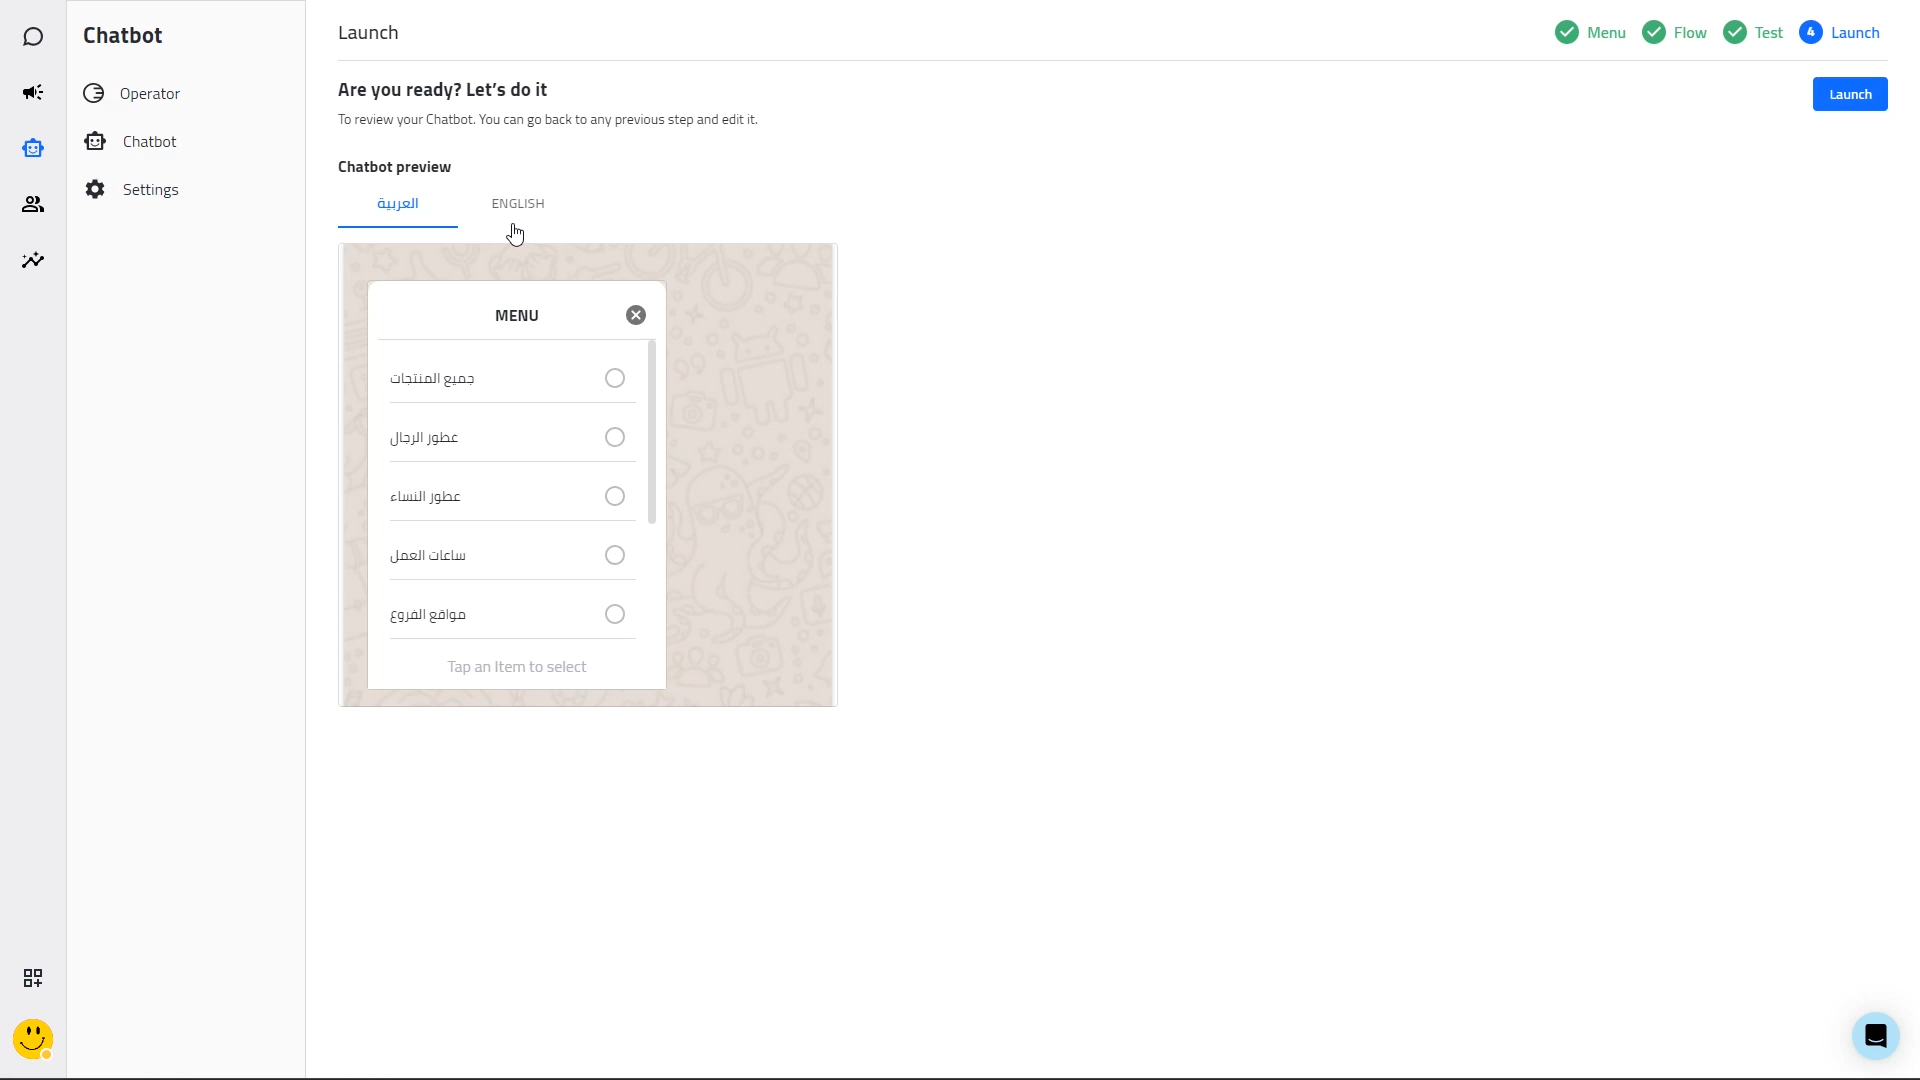 Chatbot
Operator
Chatbot
Settings
Launch
Menu
Flow
Test
4
Launch
Are you ready? Let’s do it
To review your Chatbot. You can go back to any previous step and edit it.
Launch
Chatbot preview
العربية
ENGLISH
MENU
جميع المنتجات
عطور الرجال
عطور النساء
ساعات العمل
مواقع الفروع
Tap an Item to select